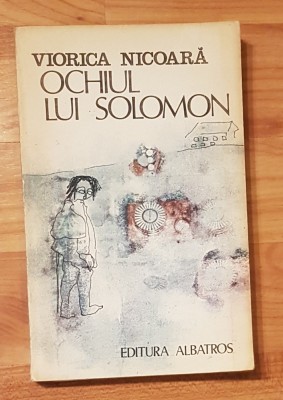 VIORICA NICOARĂ
OCHIUL
LUI SOLOMON
EDITURA ALBATROS